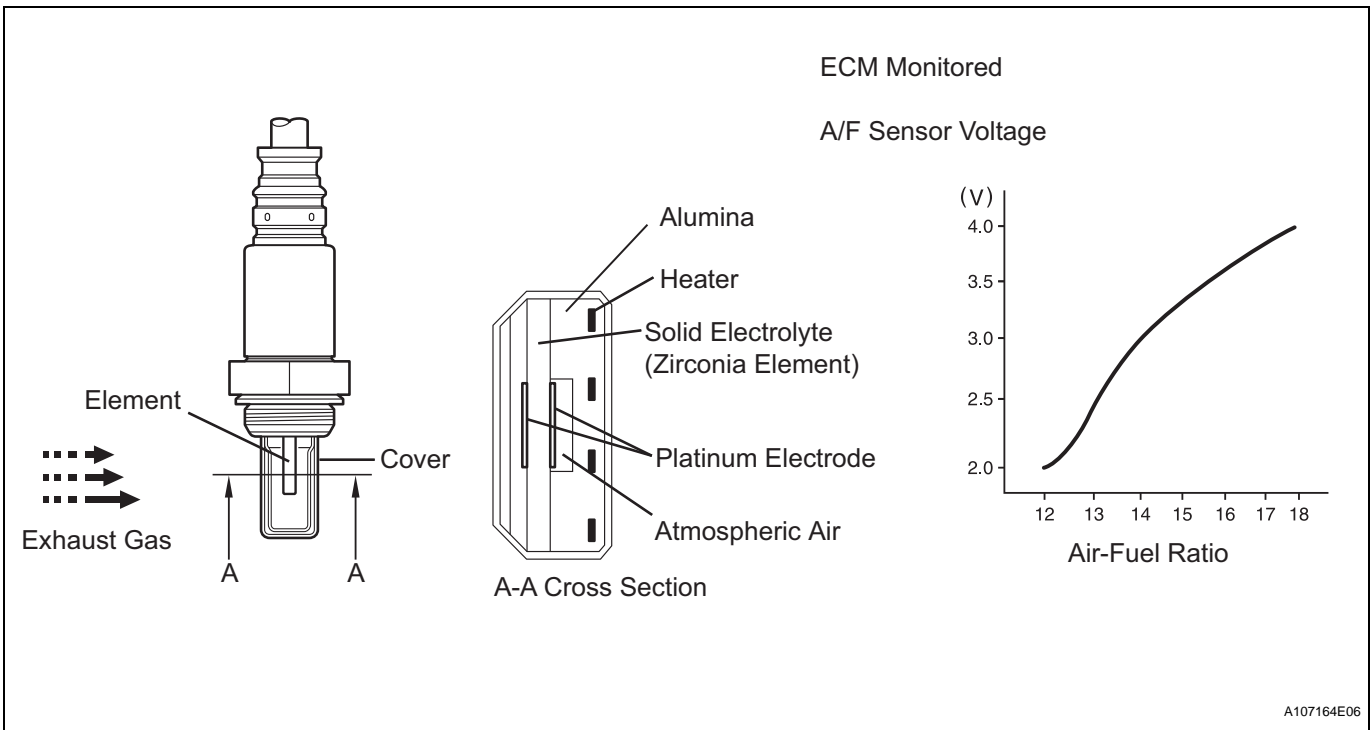 ECM Monitored
A/F Sensor Voltage
Element
Cover
Exhaust Gas
A
A
Alumina
Heater
Solid Electrolyte
(Zirconia Element)
Platinum Electrode
Atmospheric Air
A-A Cross Section
(V)
4.0
3.5
3.0
2.5
2.0
12 13 14 15 16 17 18
Air-Fuel Ratio
A107164E06